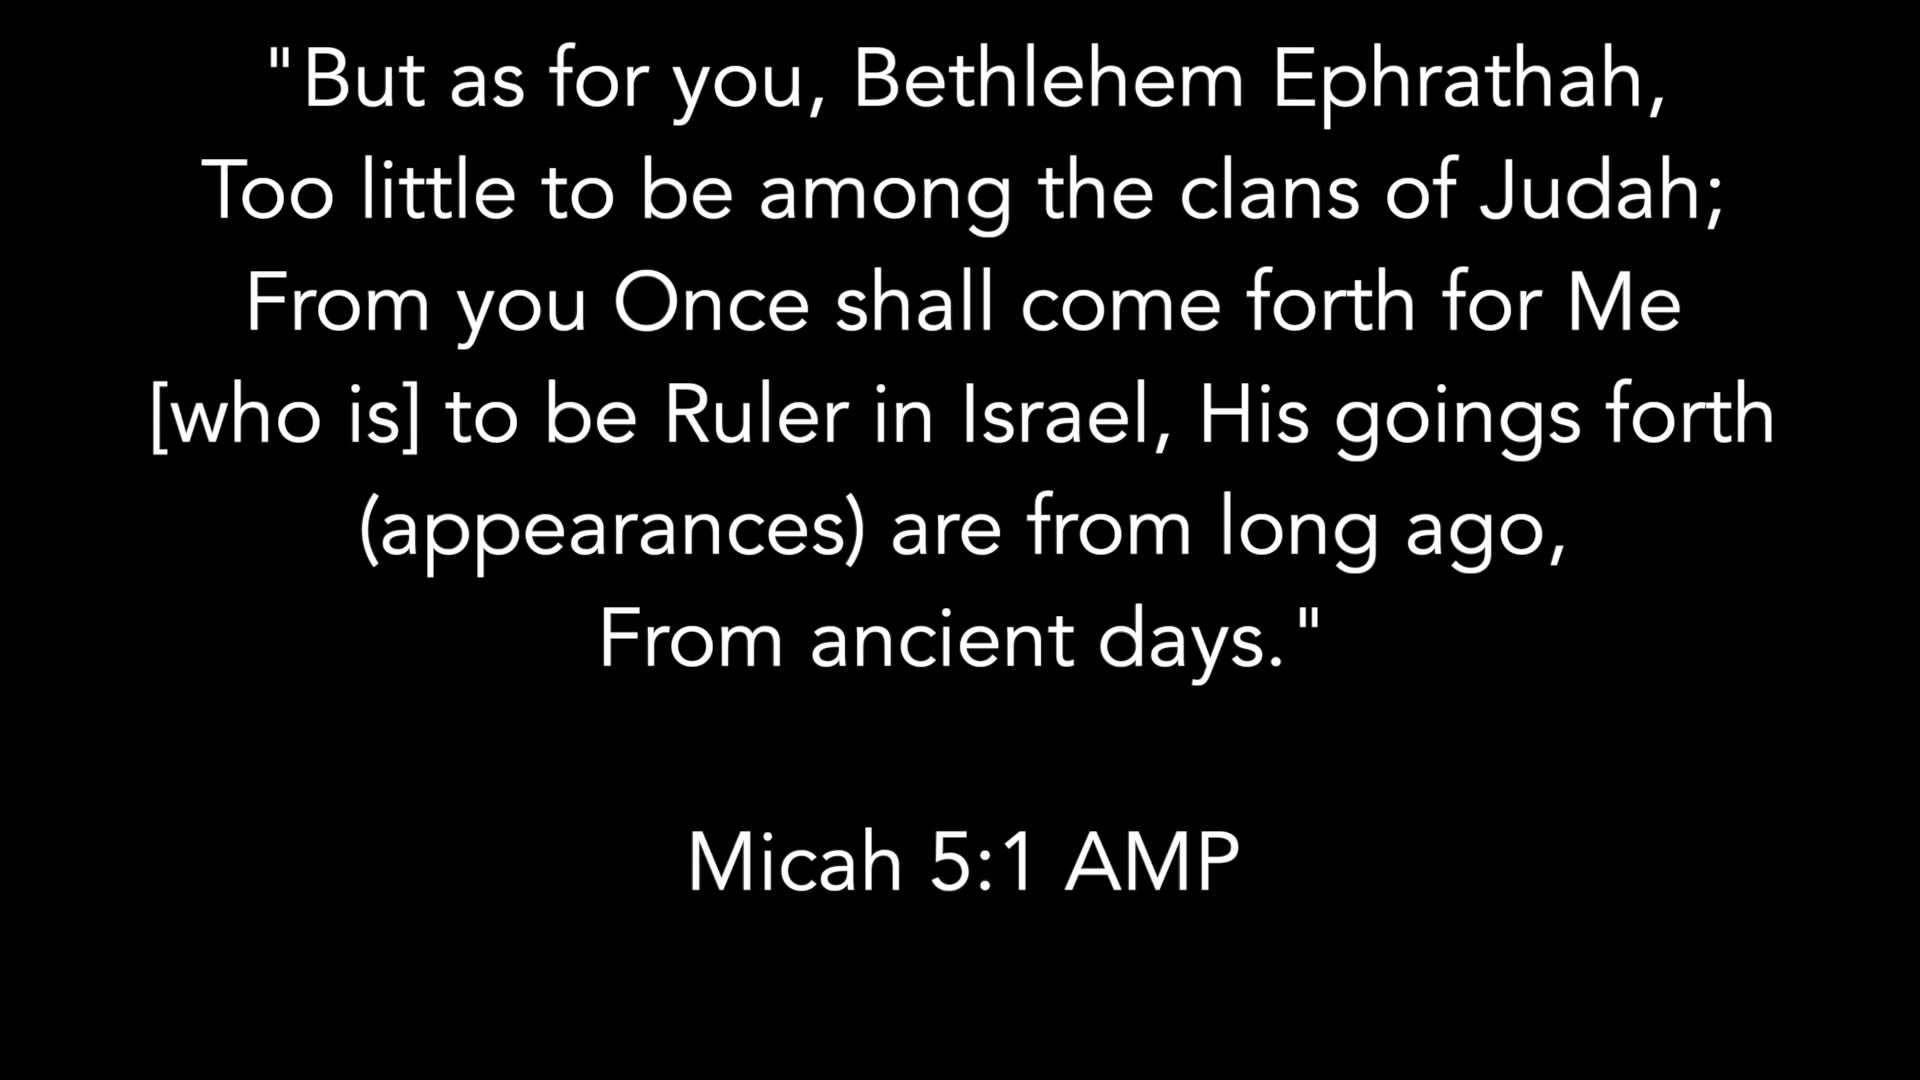 "But as for you, Bethlehem Ephrathah,
Too little to be among the clans of Judah;
From you Once shall come forth for Me
[who is] to be Ruler in Israel, His goings forth
(appearances) are from long ago,
From ancient days."
Micah 5:1 AMP